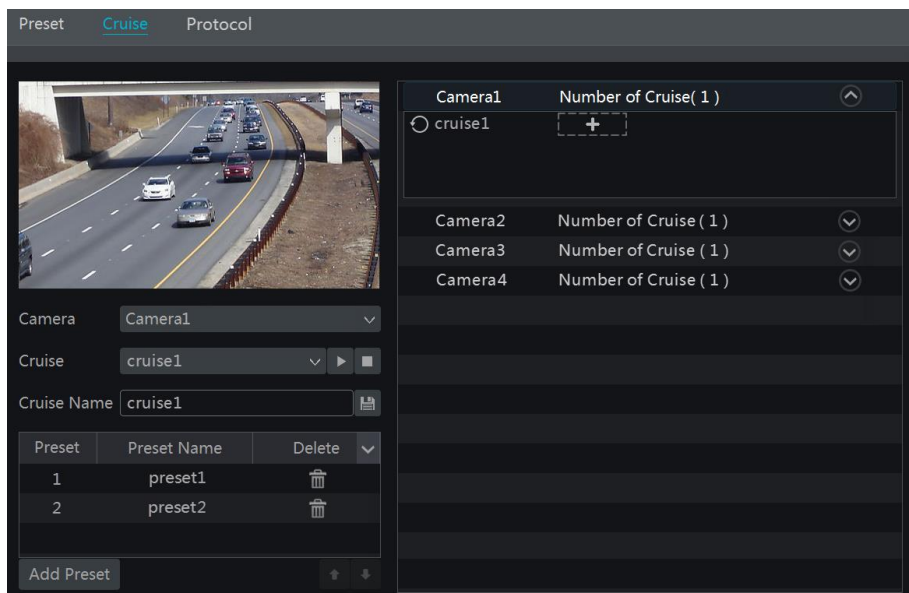 Preset Cruise Protocol
Camera Camera1
Cruise cruise1
Cruise Name cruise1
Preset Preset Name Delete
1 preset1
2 preset2
Add Preset
Camera1 Number of Cruise( 1 )
cruise1
Camera2 Number of Cruise ( 1 )
Camera3 Number of Cruise ( 1 )
Camera4 Number of Cruise ( 1 )